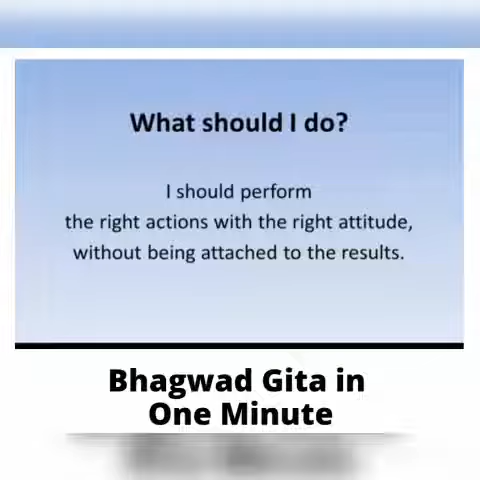 What should I do?
I should perform
the right actions with the right attitude,
without being attached to the results.
Bhagwad Gita in
One Minute